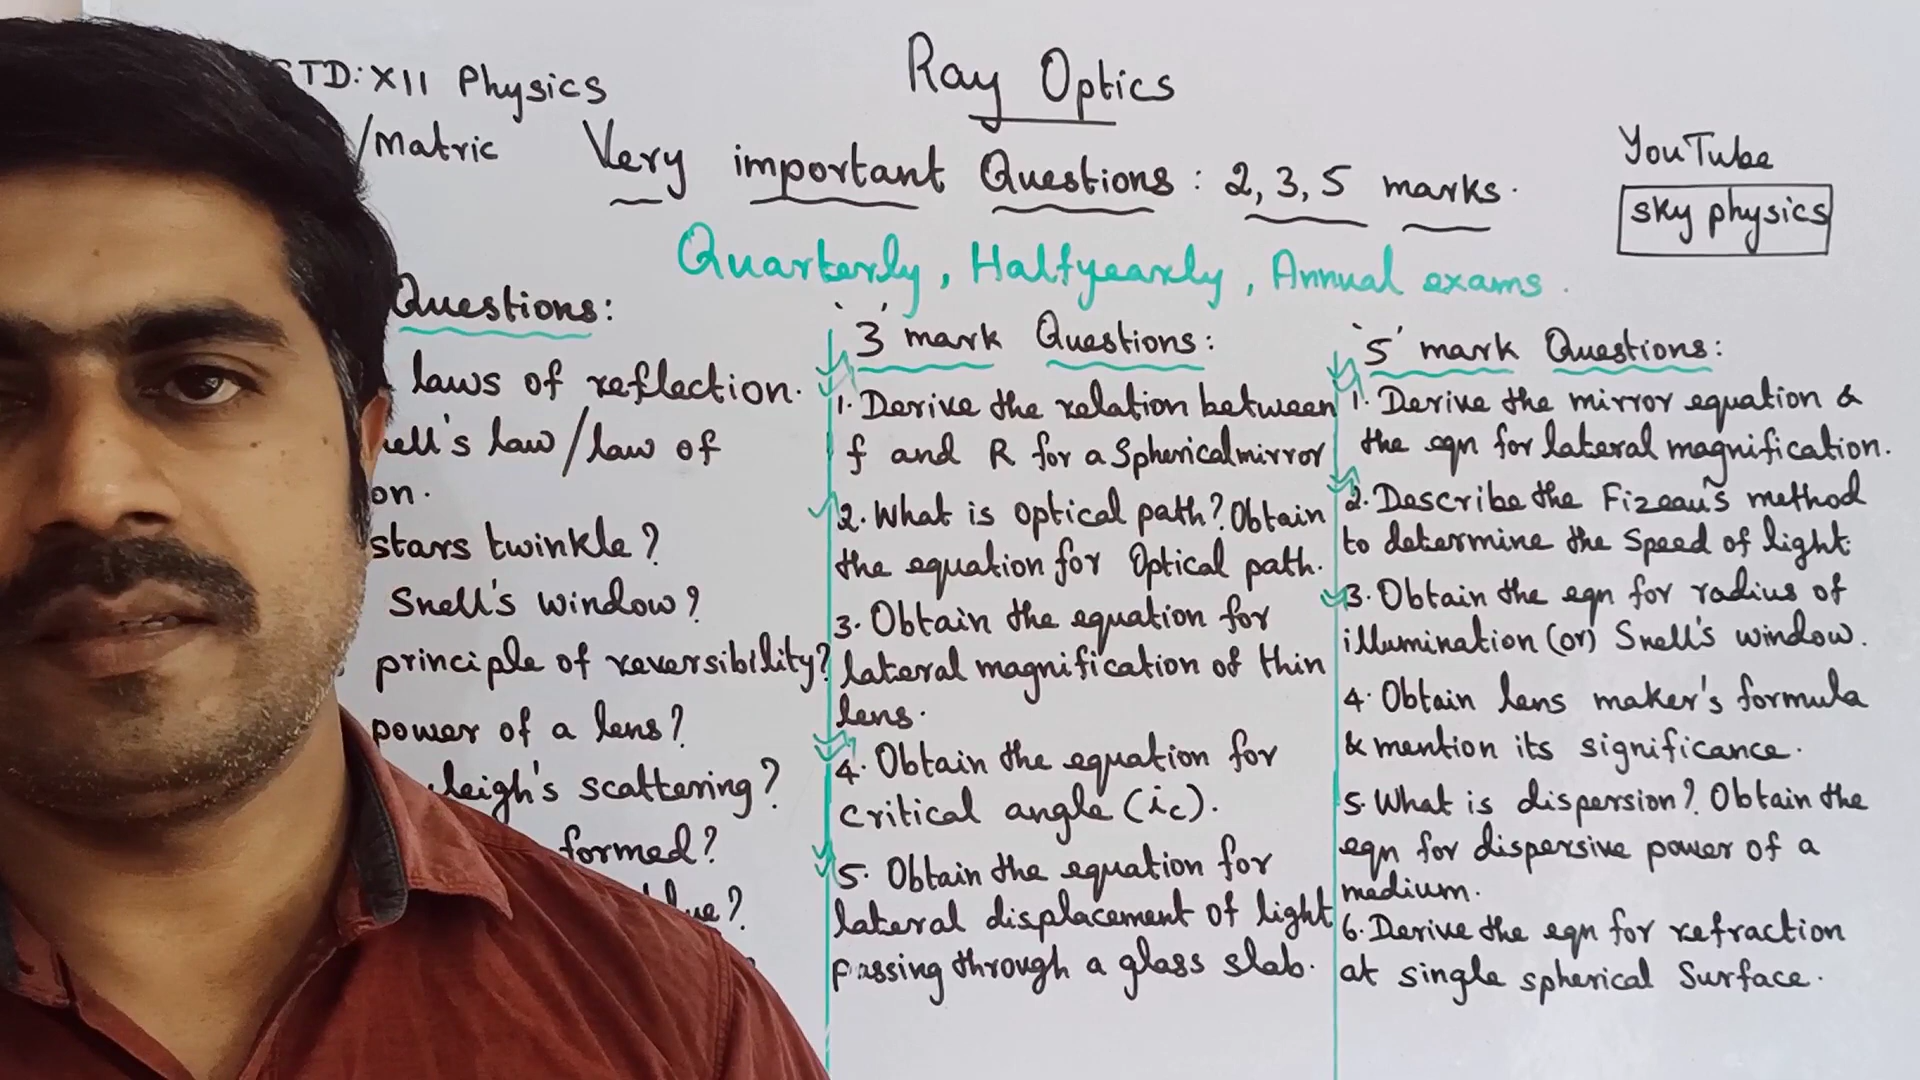 STD: XII Physics
Ray Optics
/Matric
Very important Questions: 2, 3, 5 marks.
YouTube
sky physics
Quarterly, Halfyearly, Annual exams.
Questions:
laws of reflection.
law/law of
stars twinkle?
Snell's window?
principle of reversibility?
power of a lens?
scattering?
formed?
'3' mark Questions:
1. Derive the relation between
f and R for a Spherical mirror
2. What is optical path? Obtain
the equation for Optical path.
3. Obtain the equation for
lateral magnification of thin
lens.
4. Obtain the equation for
critical angle (ic).
5. Obtain the equation for
lateral displacement of light
passing through a glass slab.
'5' mark Questions:
1. Derive the mirror equation &
the eqn for lateral magnification.
2. Describe the Fizeau's method
to determine the Speed of light.
3. Obtain the eqn for radius of
illumination (or) Snell's window.
4. Obtain lens maker's formula
& mention its significance.
5. What is dispersion? Obtain the
eqn for dispersive power of a
medium.
6. Derive the eqn for refraction
at single spherical Surface.